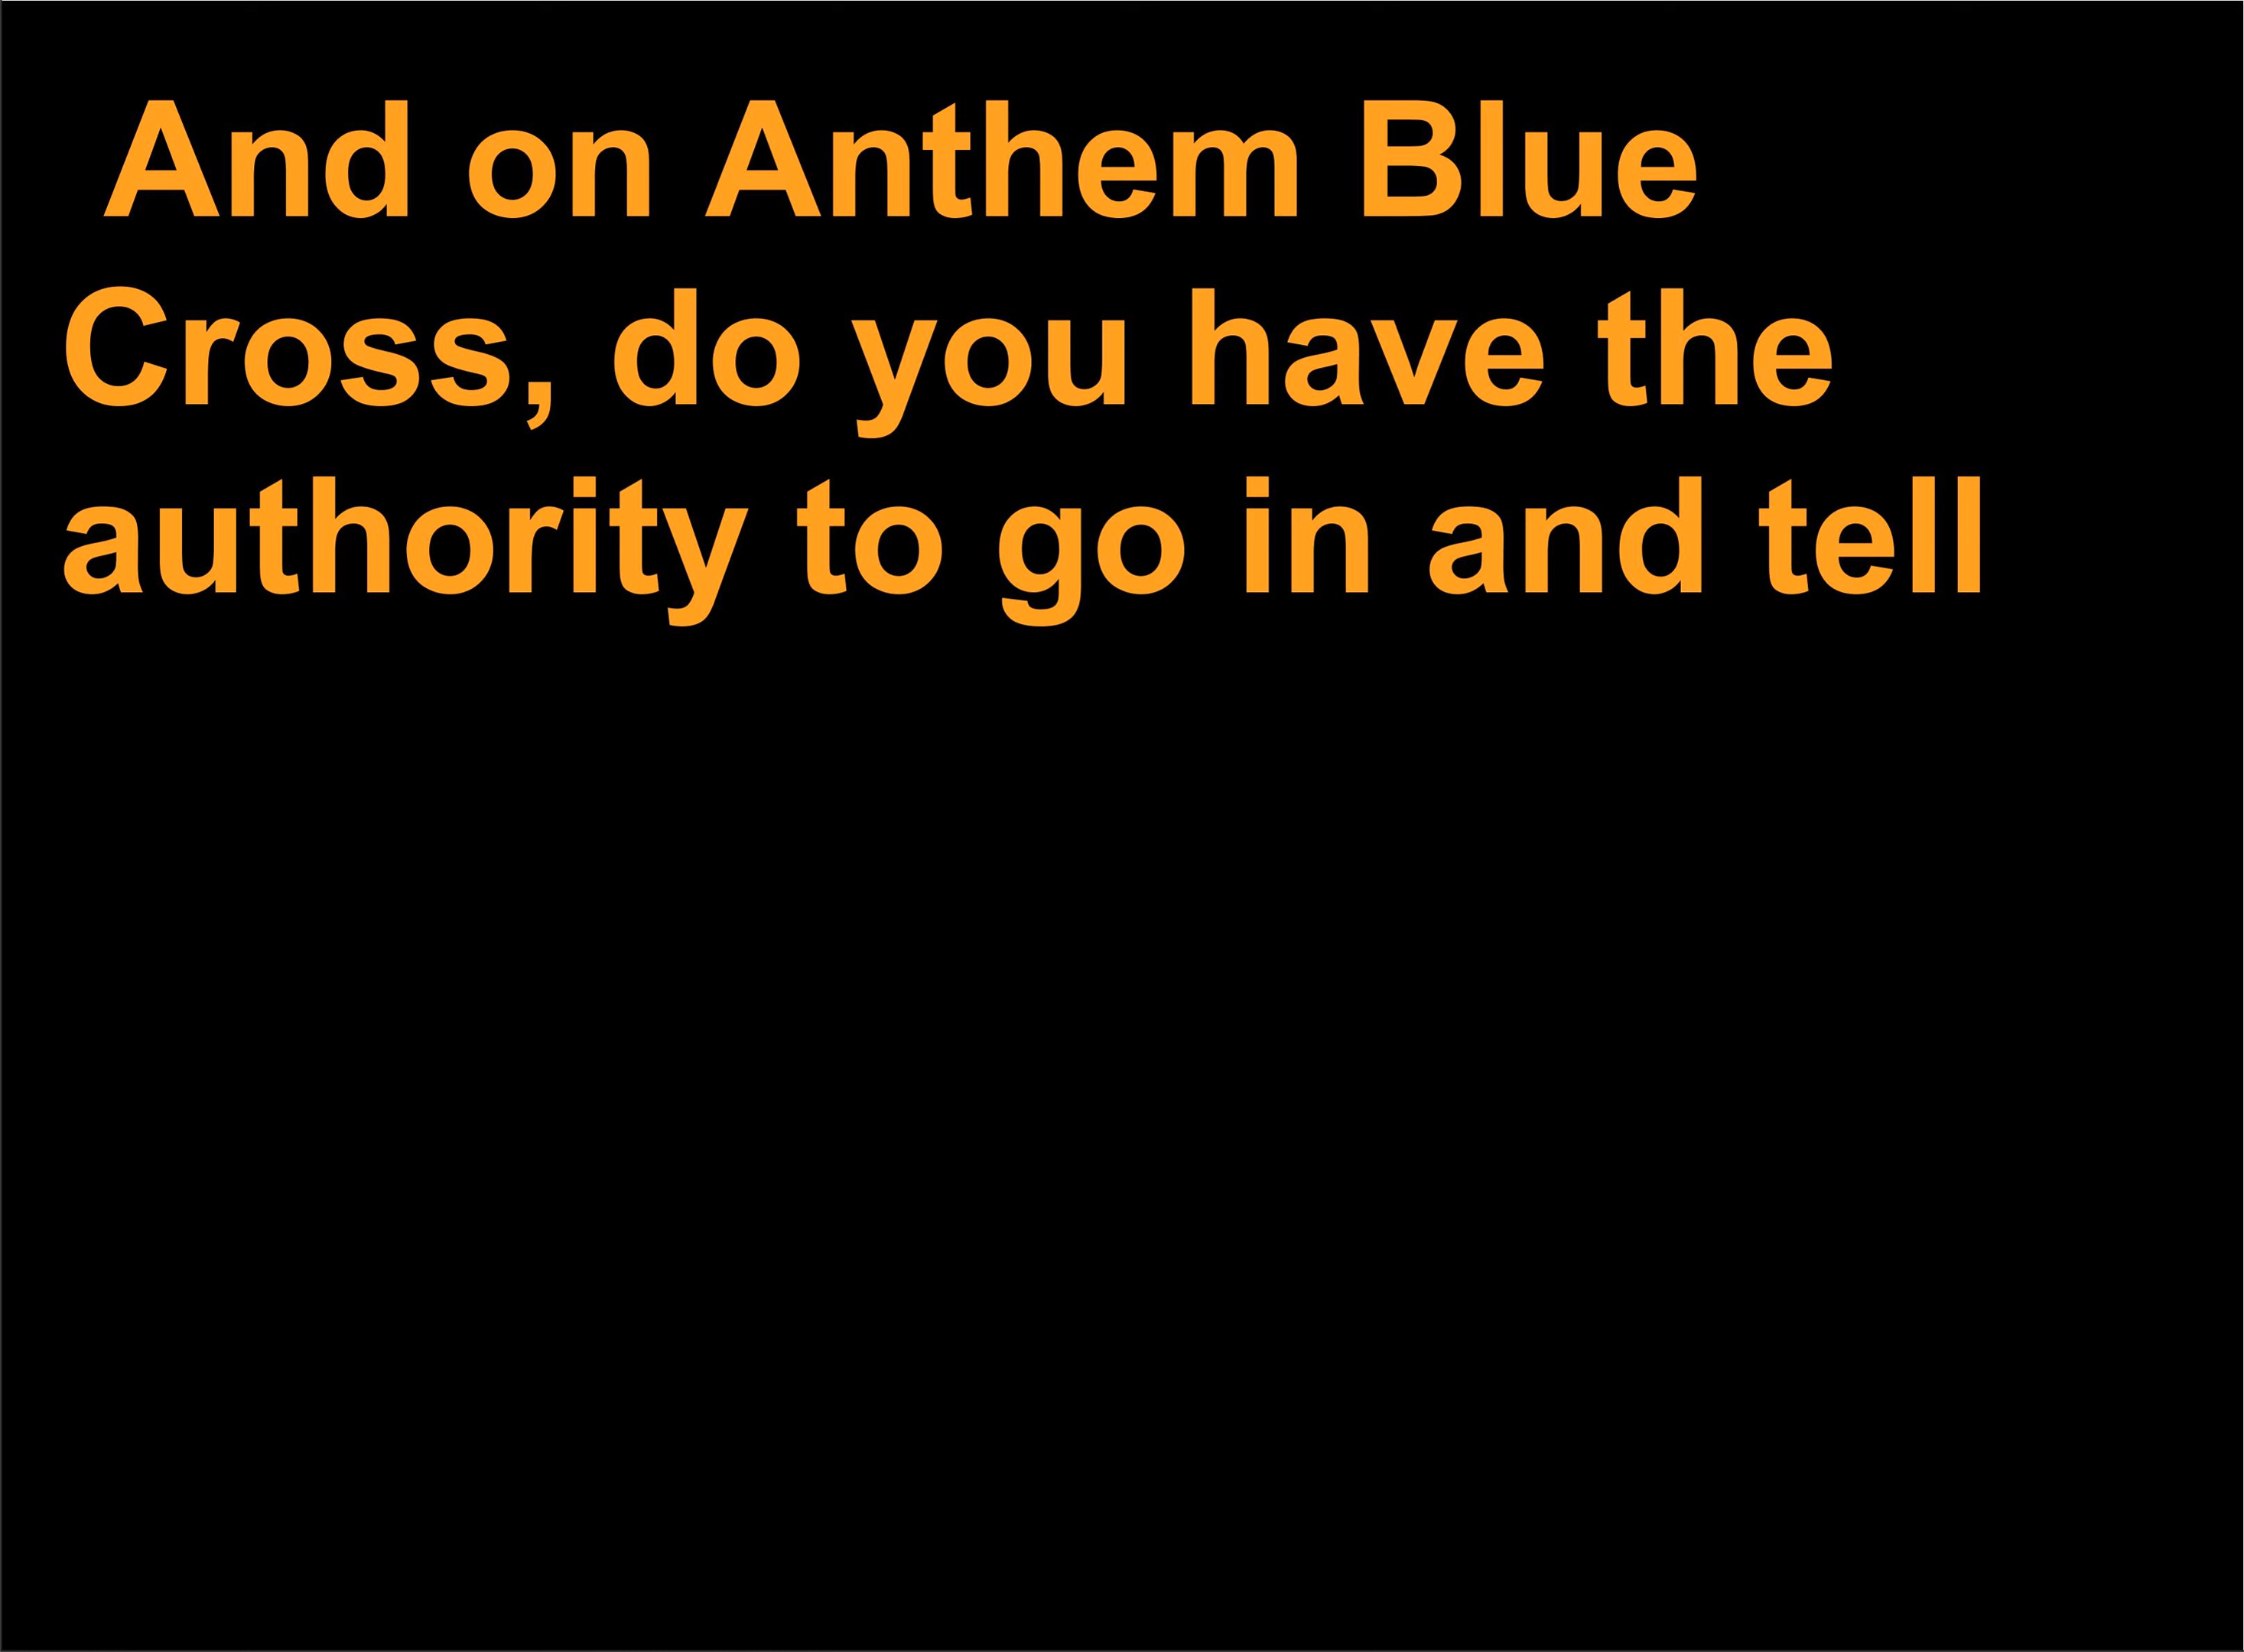 And on Anthem Blue
Cross, do you have the
authority to go in and tell